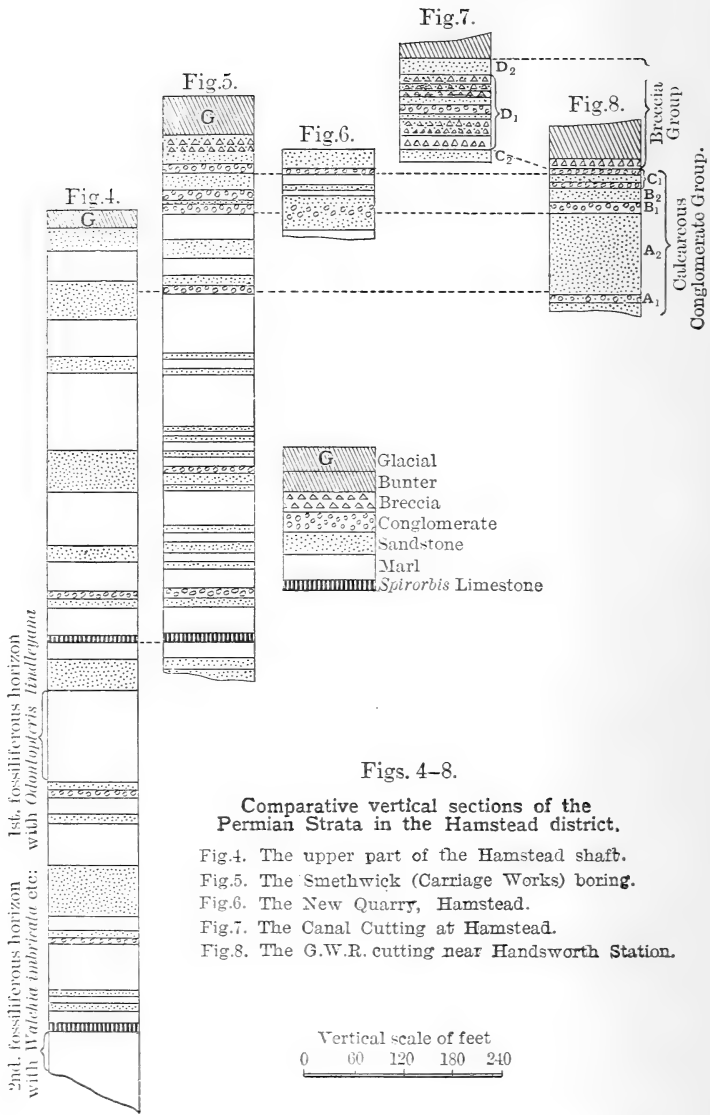 Fig.7.
Fig.5.
Fig.8.
Fig.6.
Fig.4.
G
G
D₂
D₁
C₂
C₁
B₂
B₁
A₂
A₁
Breccia
Group
Calcareous
Conglomerate Group.
G Glacial
Bunter
Breccia
Conglomerate
Sandstone
Marl
Spirorbis Limestone
1st. fossiliferous horizon
with Odontopteris lindleyana
2nd. fossiliferous horizon
with Walchia imbricata etc:
Figs. 4–8.
Comparative vertical sections of the
Permian Strata in the Hamstead district.
Fig.4. The upper part of the Hamstead shaft.
Fig.5. The Smethwick (Carriage Works) boring.
Fig.6. The New Quarry, Hamstead.
Fig.7. The Canal Cutting at Hamstead.
Fig.8. The G.W.R. cutting near Handsworth Station.
Vertical scale of feet
0 60 120 180 240